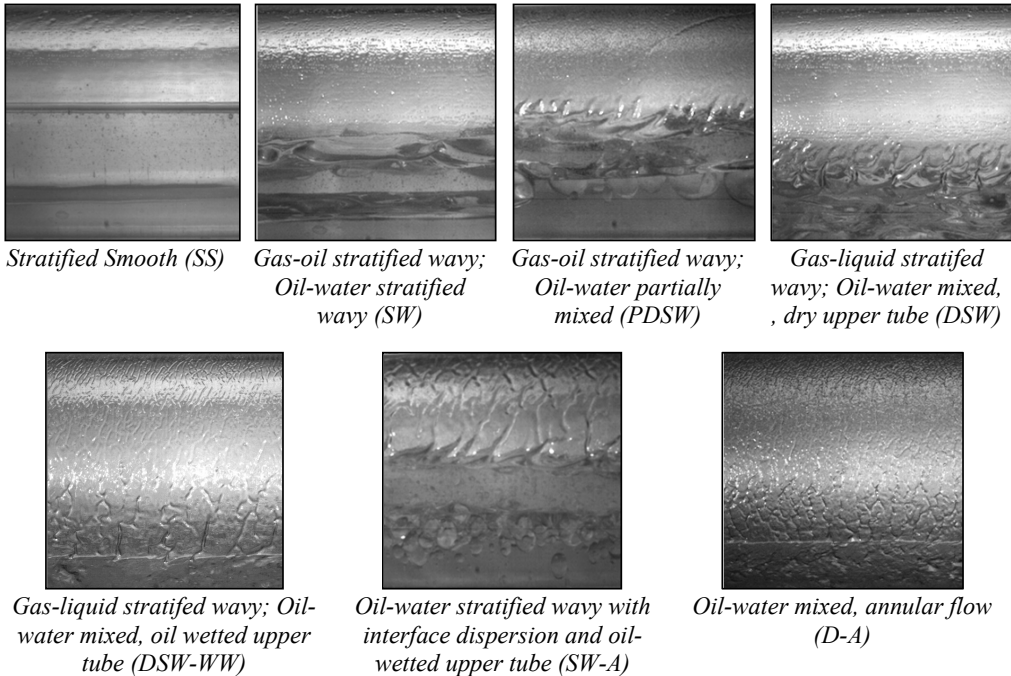 Stratified Smooth (SS)
Gas-oil stratified wavy;
Oil-water stratified
wavy (SW)
Gas-oil stratified wavy;
Oil-water partially
mixed (PDSW)
Gas-liquid stratifed
wavy; Oil-water mixed,
, dry upper tube (DSW)
Gas-liquid stratifed wavy; Oil-
water mixed, oil wetted upper
tube (DSW-WW)
Oil-water stratified wavy with
interface dispersion and oil-
wetted upper tube (SW-A)
Oil-water mixed, annular flow
(D-A)